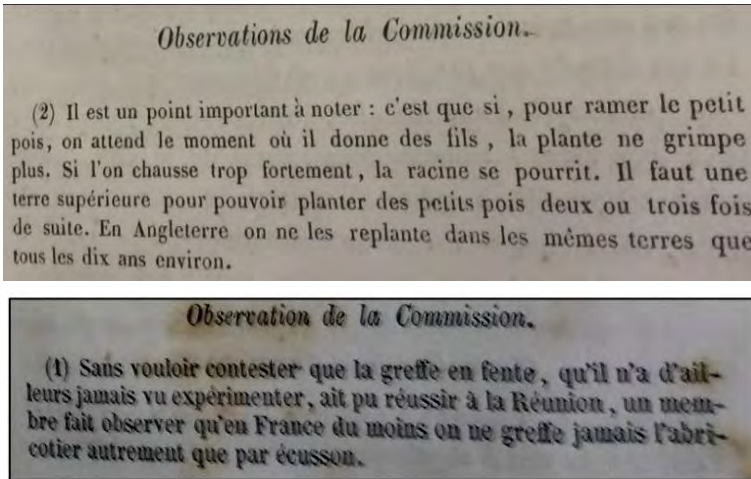 Observations de la Commission.
(2) Il est un point important à noter : c'est que si, pour ramer le petit
pois, on attend le moment où il donne des fils, la plante ne grimpe
plus. Si l'on chausse trop fortement, la racine se pourrit. Il faut une
terre supérieure pour pouvoir planter des petits pois deux ou trois fois
de suite. En Angleterre on ne les replante dans les mêmes terres que
tous les dix ans environ.
Observation de la Commission.
(1) Sans vouloir contester que la greffe en fente, qu'il n'a d'ail-
leurs jamais vu expérimenter, ait pu réussir à la Réunion, un mem-
bre fait observer qu'en France du moins on ne greffe jamais l'abri-
cotier autrement que par écusson.